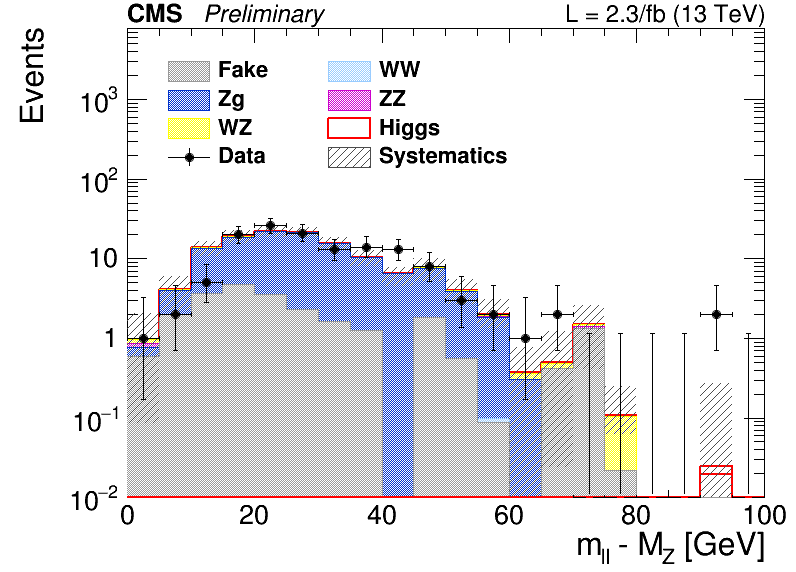 CMS Preliminary L = 2.3/fb (13 TeV)
Events
Fake WW
Zg ZZ
WZ Higgs
Data Systematics
10³
10²
10
1
10⁻¹
10⁻²
0 20 40 60 80 100
m_ll - M_Z [GeV]